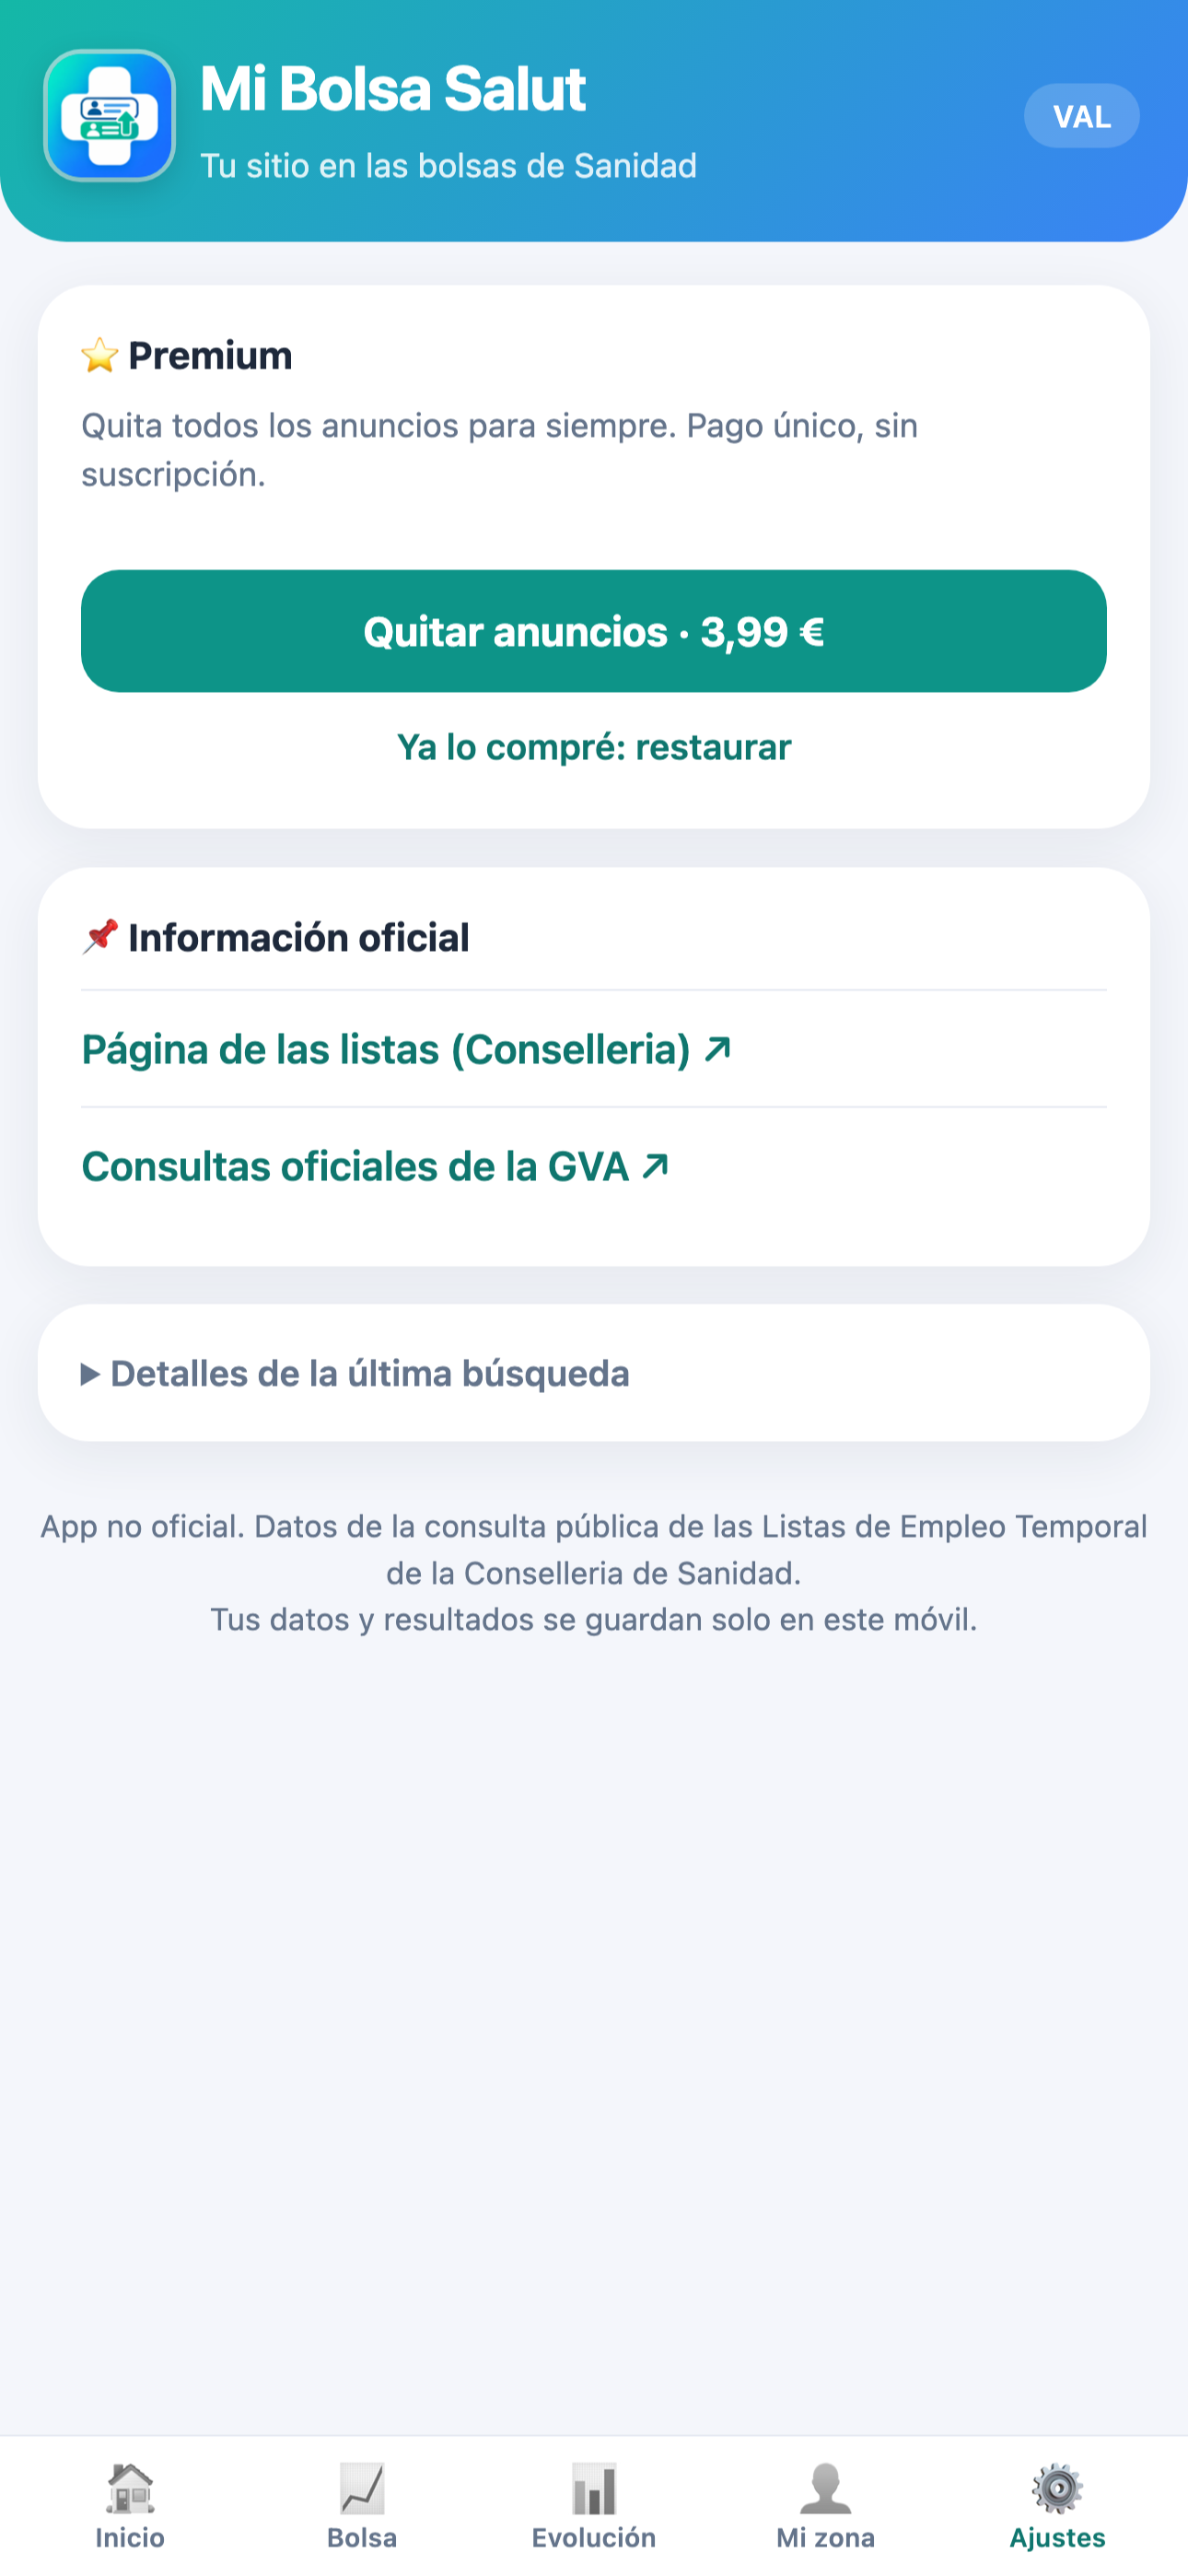 Mi Bolsa Salut
Tu sitio en las bolsas de Sanidad
VAL
⭐ Premium
Quita todos los anuncios para siempre. Pago único, sin
suscripción.
Quitar anuncios · 3,99 €
Ya lo compré: restaurar
📌 Información oficial
Página de las listas (Conselleria) ↗
Consultas oficiales de la GVA ↗
▶ Detalles de la última búsqueda
App no oficial. Datos de la consulta pública de las Listas de Empleo Temporal
de la Conselleria de Sanidad.
Tus datos y resultados se guardan solo en este móvil.
Inicio
Bolsa
Evolución
Mi zona
Ajustes